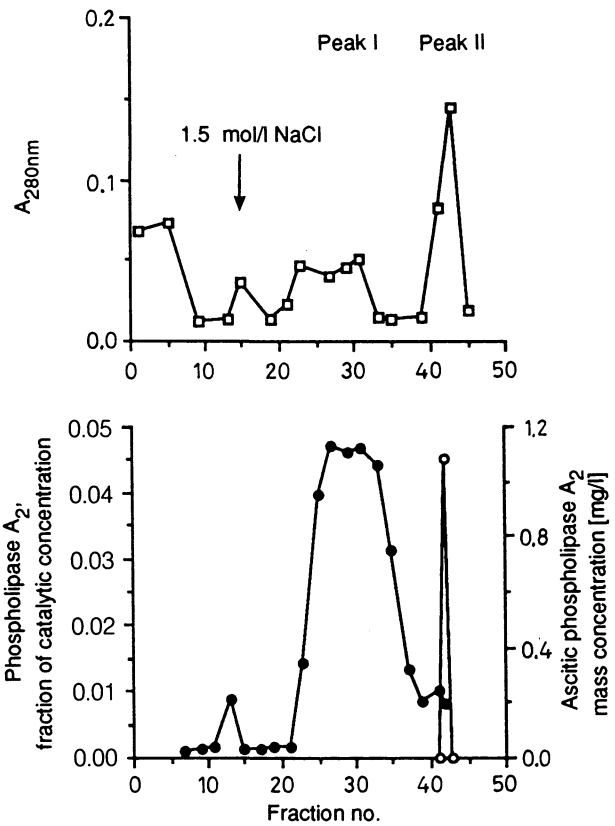 0.2
Peak I Peak II
1.5 mol/l NaCl
A280nm
0.1
0.0
0 10 20 30 40 50
Phospholipase A2,
fraction of catalytic concentration
0.05
0.04
0.03
0.02
0.01
0.00
1.2
0.8
0.4
0.0
Ascitic phospholipase A2
mass concentration [mg/l]
0 10 20 30 40 50
Fraction no.